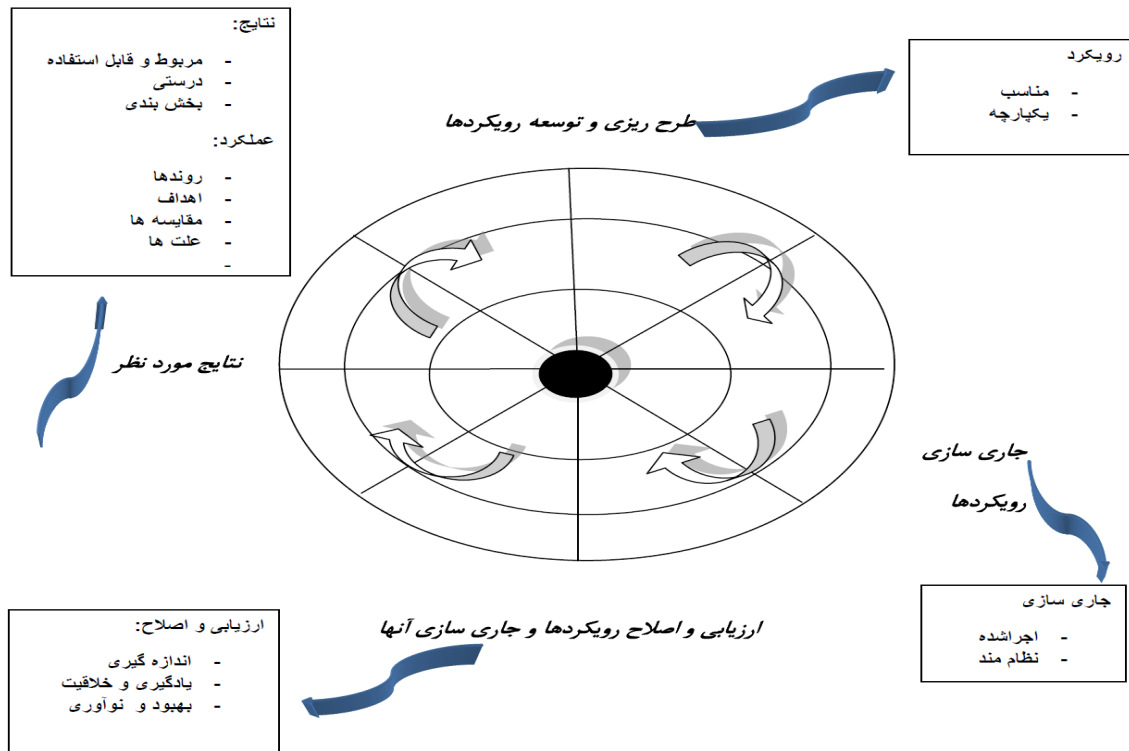 رویکرد
- مناسب
- یکپارچه
طرح ریزی و توسعه رویکردها
نتایج:
- مربوط و قابل استفاده
- درستی
- بخش بندی
عملکرد:
- روندها
- اهداف
- مقایسه ها
- علت ها
-
نتایج مورد نظر
جاری سازی
رویکردها
جاری سازی
- اجراشده
- نظام مند
ارزیابی و اصلاح رویکردها و جاری سازی آنها
ارزیابی و اصلاح:
- اندازه گیری
- یادگیری و خلاقیت
- بهبود و نوآوری